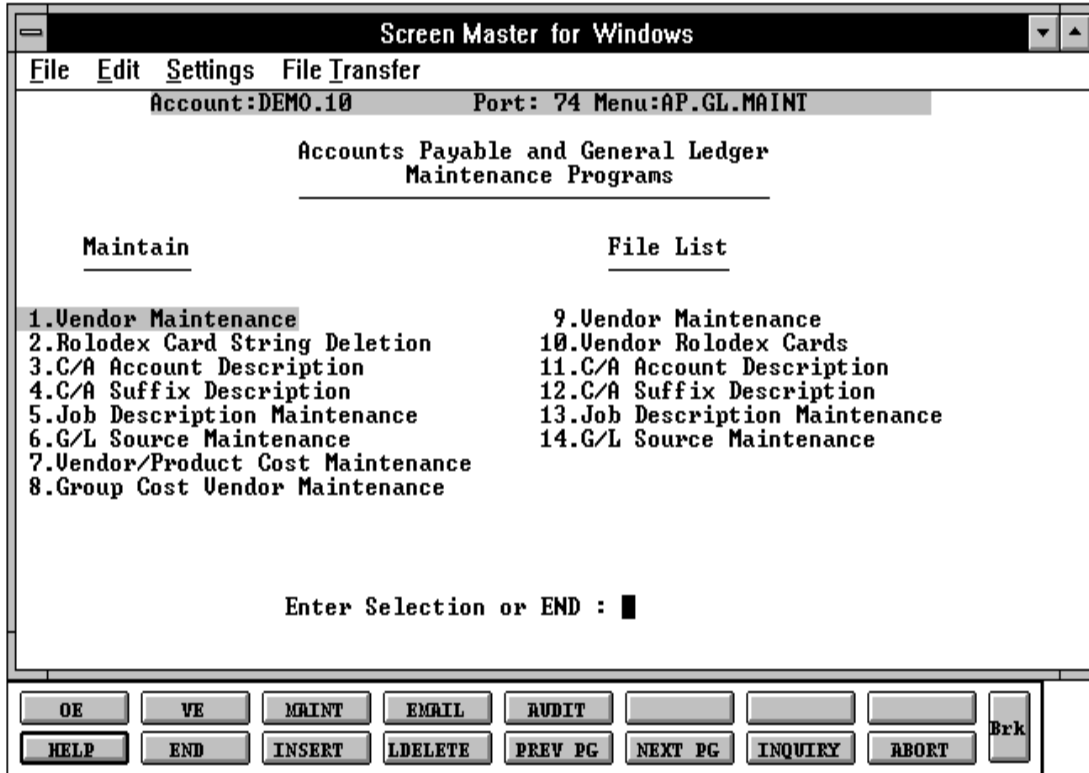 Screen Master for Windows
File Edit Settings File Transfer
Account:DEMO.10 Port: 74 Menu:AP.GL.MAINT
Accounts Payable and General Ledger
Maintenance Programs
Maintain File List
1.Vendor Maintenance 9.Vendor Maintenance
2.Rolodex Card String Deletion 10.Vendor Rolodex Cards
3.C/A Account Description 11.C/A Account Description
4.C/A Suffix Description 12.C/A Suffix Description
5.Job Description Maintenance 13.Job Description Maintenance
6.G/L Source Maintenance 14.G/L Source Maintenance
7.Vendor/Product Cost Maintenance
8.Group Cost Vendor Maintenance
Enter Selection or END :
OE VE MAINT EMAIL AUDIT
HELP END INSERT LDELETE PREV PG NEXT PG INQUIRY ABORT Brk